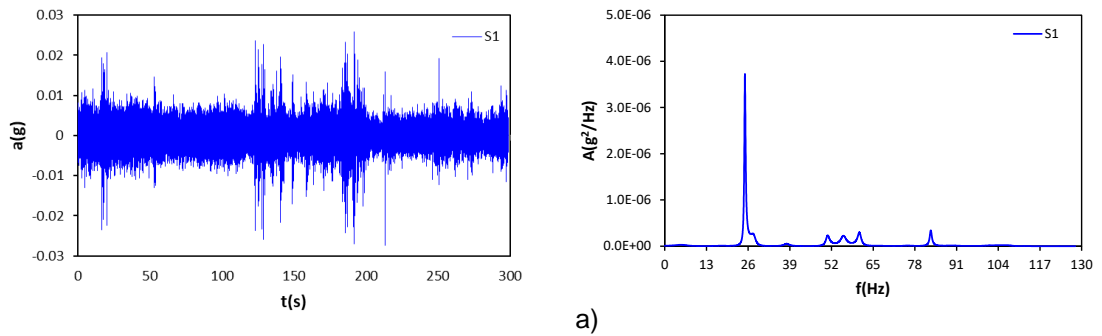 0.03
0.02
0.01
0
-0.01
-0.02
-0.03
a(g)
S1
0 50 100 150 200 250 300
t(s)
5.0E-06
4.0E-06
3.0E-06
2.0E-06
1.0E-06
0.0E+00
A(g²/Hz)
S1
0 13 26 39 52 65 78 91 104 117 130
f(Hz)
a)